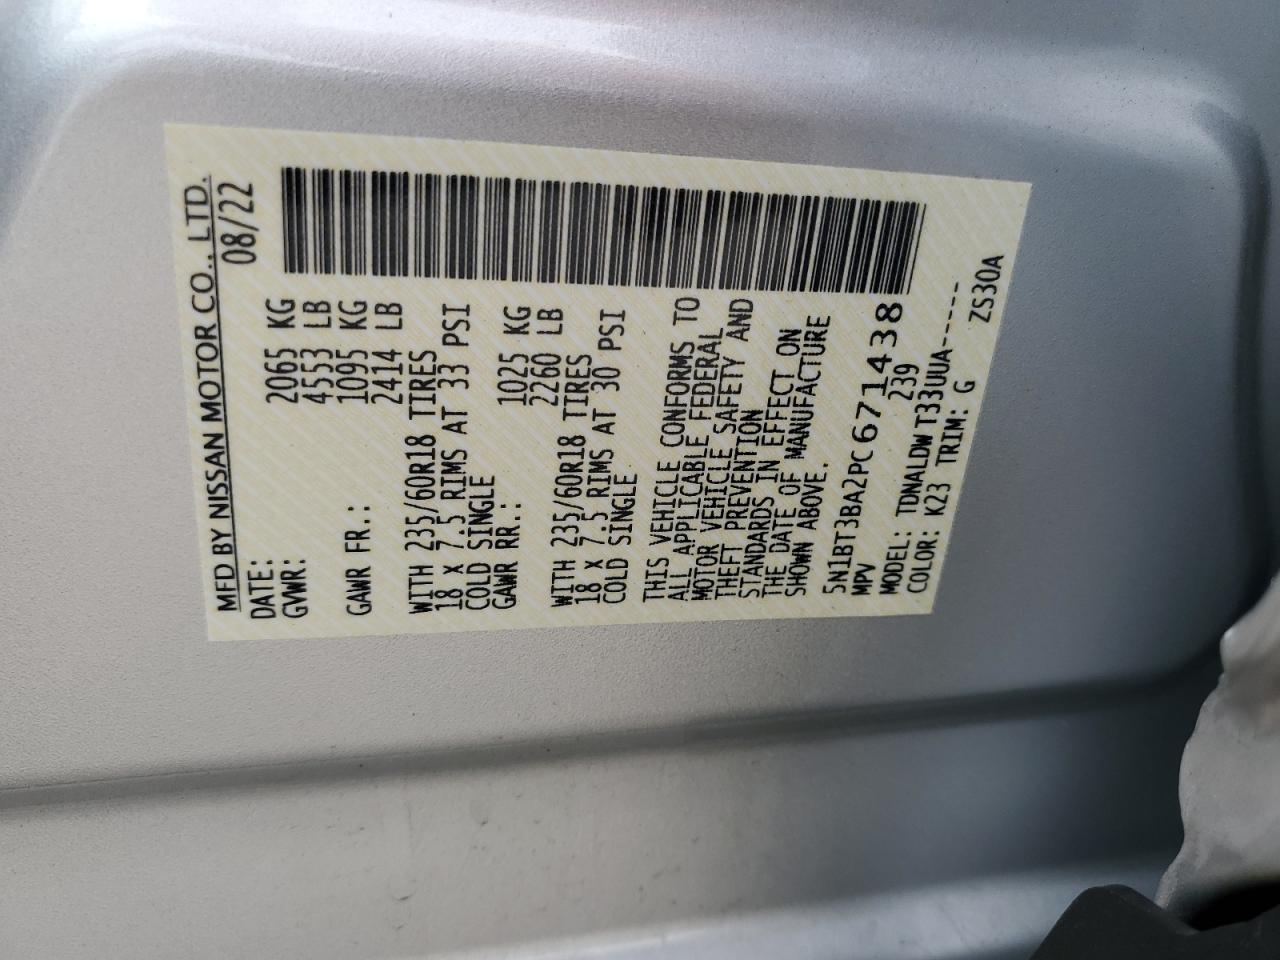 MFD BY NISSAN MOTOR CO., LTD.
DATE: 08/22
GVWR: 2065 KG
4553 LB
GAWR FR.: 1095 KG
2414 LB
WITH 235/60R18 TIRES
18 X 7.5 RIMS AT 33 PSI
COLD SINGLE
GAWR RR.: 1025 KG
2260 LB
WITH 235/60R18 TIRES
18 X 7.5 RIMS AT 30 PSI
COLD SINGLE
THIS VEHICLE CONFORMS TO
ALL APPLICABLE FEDERAL
MOTOR VEHICLE SAFETY AND
THEFT PREVENTION
STANDARDS IN EFFECT ON
THE DATE OF MANUFACTURE
SHOWN ABOVE.
5N1BT3BA2PC671438
MPV 239
MODEL: TDNALDWT33UUA-----
COLOR: K23 TRIM: G ZS30A